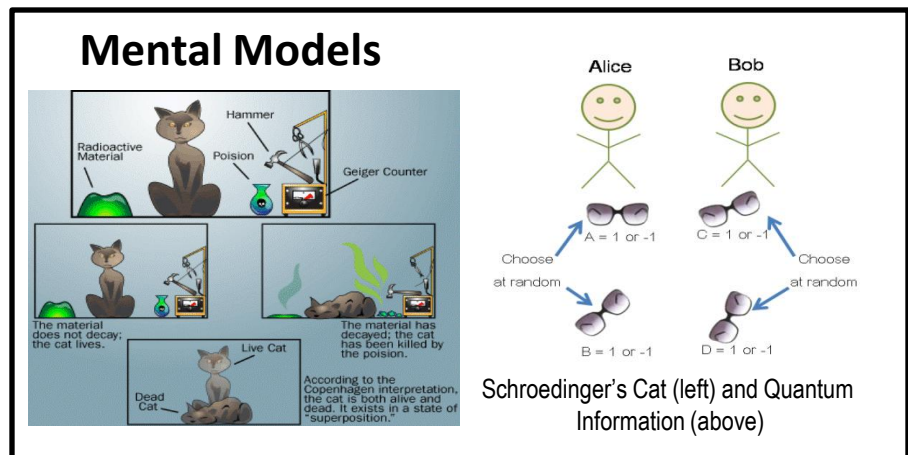 Mental Models
Hammer
Radioactive
Material
Poision
Geiger Counter
The material
does not decay;
the cat lives.
The material has
decayed; the cat
has been killed by
the poision.
Live Cat
Dead
Cat
According to the
Copenhagen interpretation,
the cat is both alive and
dead. It exists in a state of
"superposition."
Alice
Bob
A = 1 or -1
C = 1 or -1
Choose
at random
Choose
at random
B = 1 or -1
D = 1 or -1
Schroedinger's Cat (left) and Quantum
Information (above)